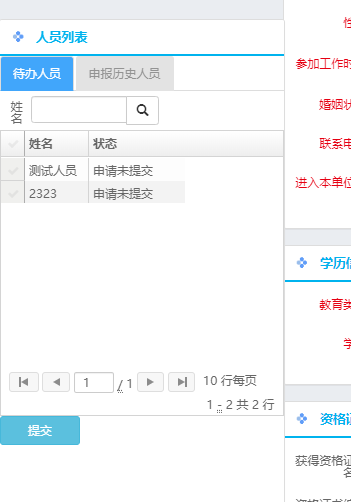 人员列表
待办人员 申报历史人员
姓名
姓名 状态
测试人员 申请未提交
2323 申请未提交
1 / 1 10 行每页
1 - 2 共 2 行
提交
参加工作时
婚姻状
联系电
进入本单位
学历信
教育类
学
资格证
获得资格证
名